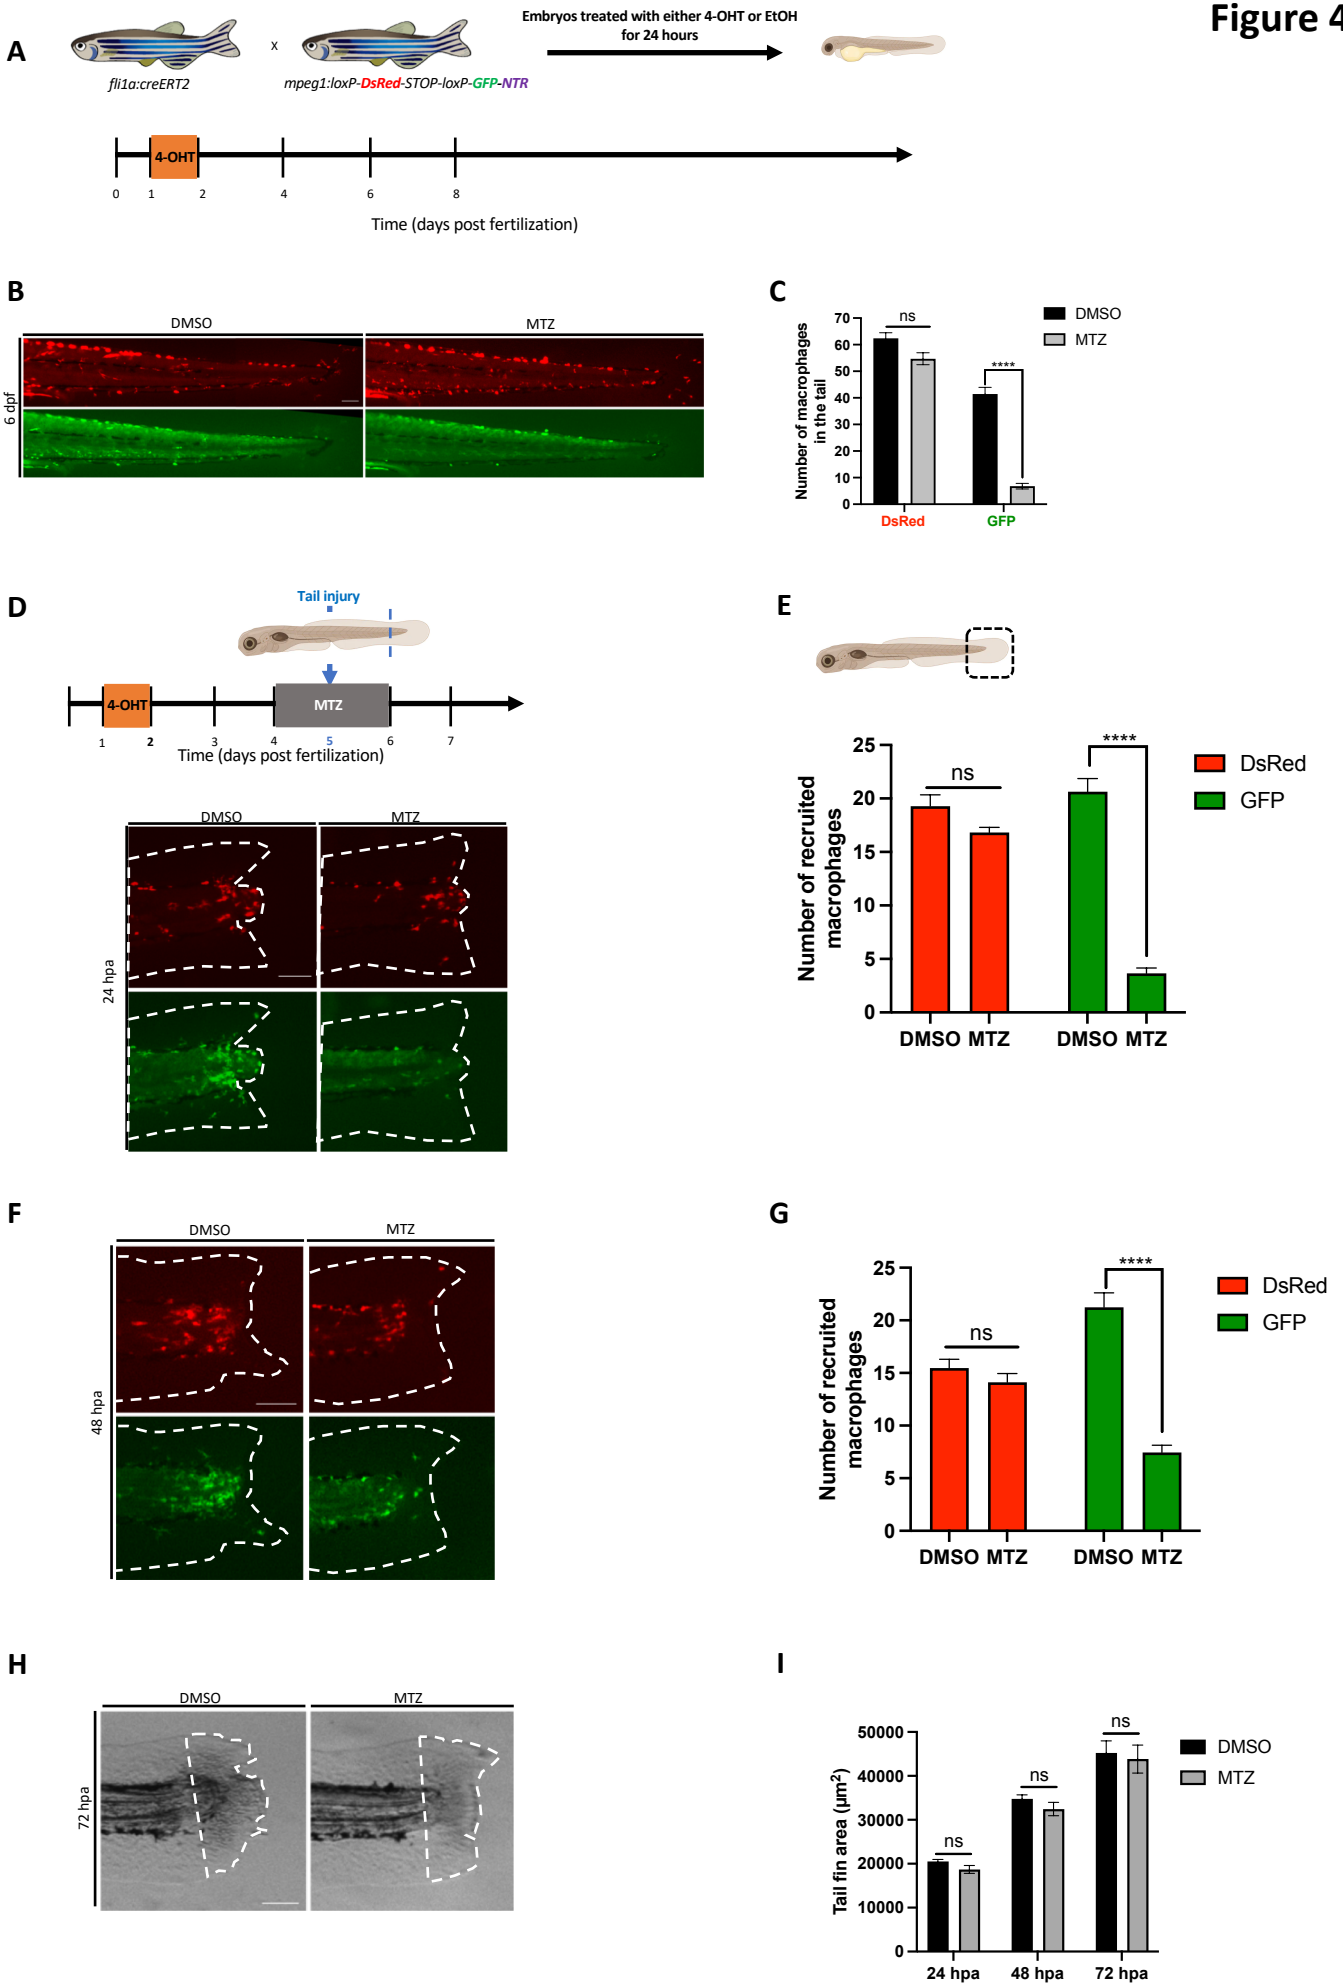 Figure 4
A
Embryos treated with either 4-OHT or EtOH
for 24 hours
x
fli1a:creERT2
mpeg1:loxP-DsRed-STOP-loxP-GFP-NTR
4-OHT
0 1 2 4 6 8
Time (days post fertilization)
B
DMSO MTZ
6 dpf
C
DMSO
MTZ
Number of macrophages
in the tail
70
60
50
40
30
20
10
0
ns
****
DsRed GFP
D
Tail injury
4-OHT
MTZ
1 2 3 4 5 6 7
Time (days post fertilization)
DMSO MTZ
24 hpa
E
Number of recruited
macrophages
25
20
15
10
5
0
ns
****
DsRed
GFP
DMSO MTZ DMSO MTZ
F
DMSO MTZ
48 hpa
G
Number of recruited
macrophages
25
20
15
10
5
0
ns
****
DsRed
GFP
DMSO MTZ DMSO MTZ
H
DMSO MTZ
72 hpa
I
Tail fin area (µm²)
50000
40000
30000
20000
10000
0
ns
ns
ns
DMSO
MTZ
24 hpa 48 hpa 72 hpa